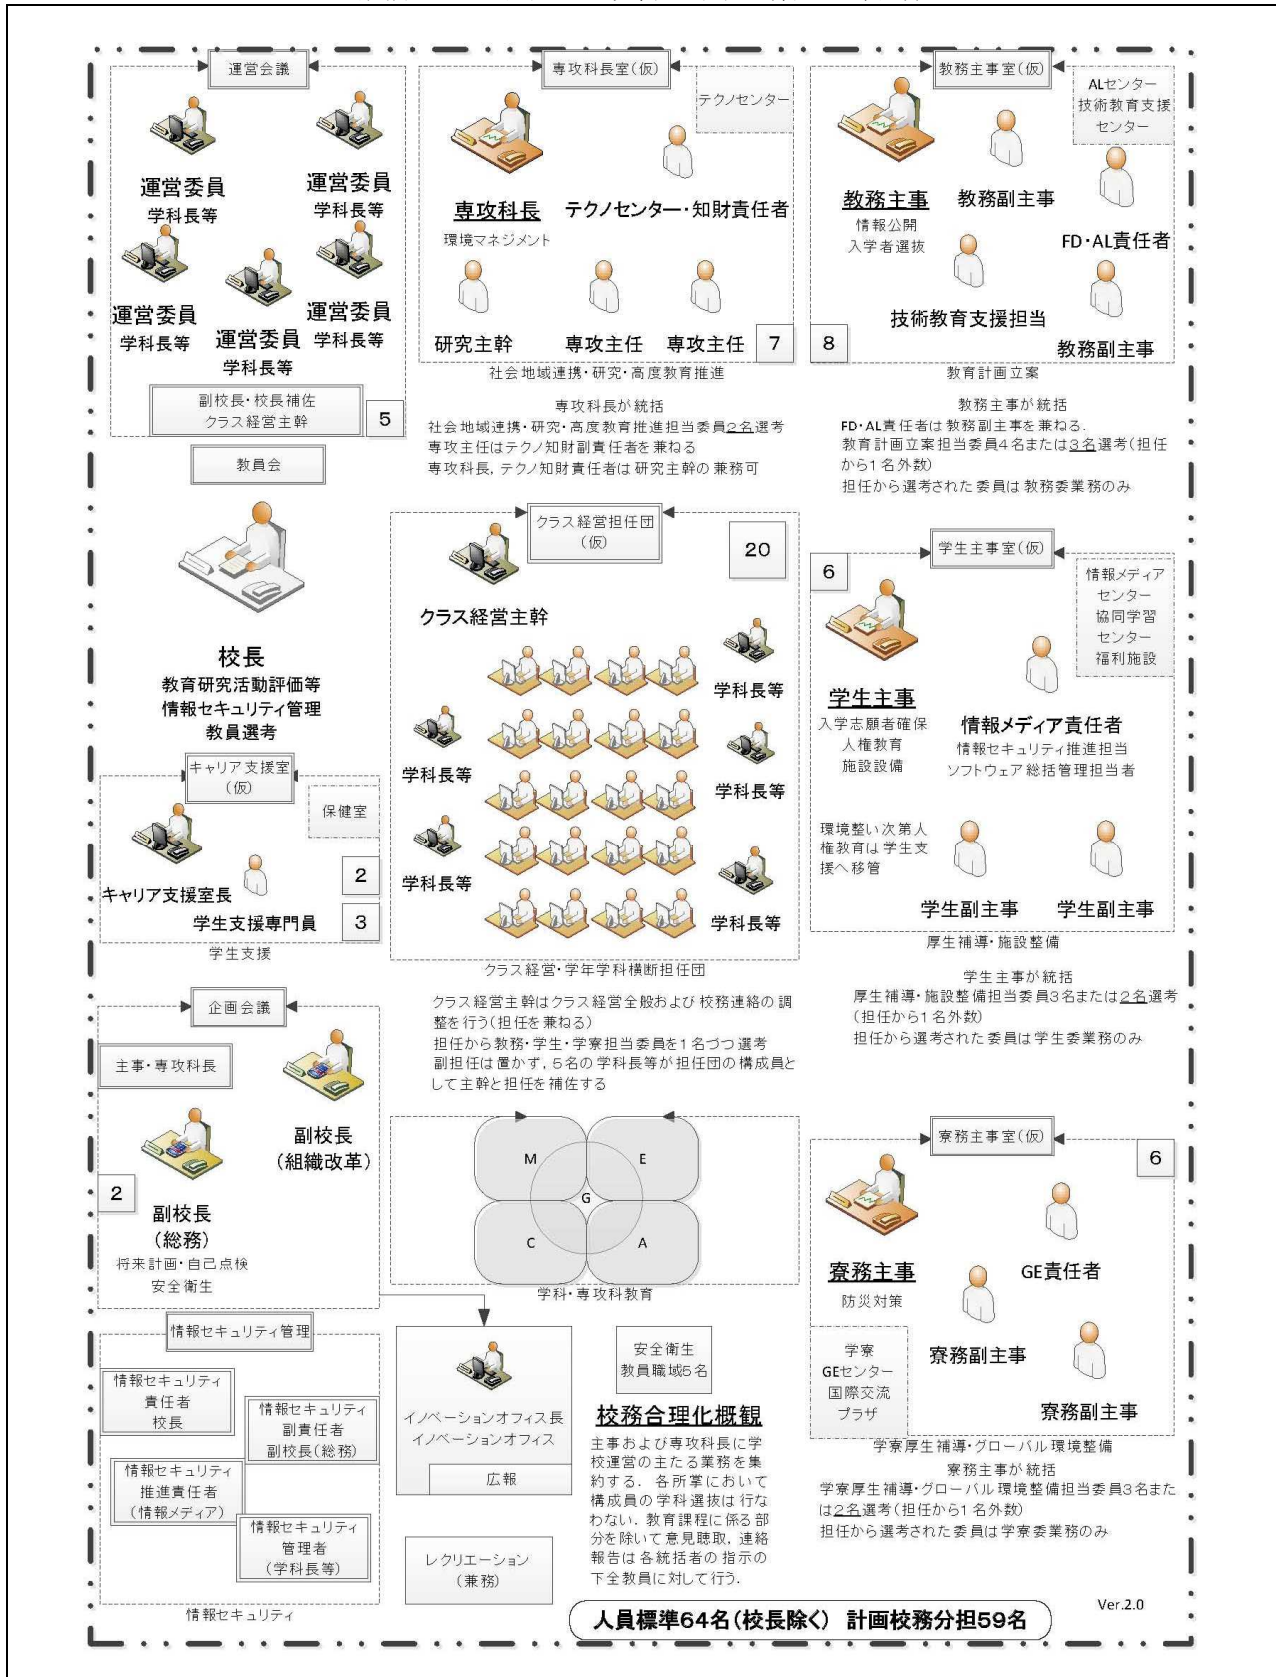 運営会議
運営委員
学科長等
運営委員
学科長等
運営委員
学科長等
運営委員
学科長等
運営委員
学科長等
副校長・校長補佐
クラス経営主幹
5
教員会
専攻科長室(仮)
テクノセンター
専攻科長
環境マネジメント
テクノセンター・知財責任者
研究主幹
専攻主任
専攻主任
7
社会地域連携・研究・高度教育推進
専攻科長が統括
社会地域連携・研究・高度教育推進担当委員2名選考
専攻主任はテクノ知財副責任者を兼ねる
専攻科長，テクノ知財責任者は研究主幹の兼務可
教務主事室(仮)
ALセンター
技術教育支援
センター
教務主事
情報公開
入学者選抜
教務副主事
FD・AL責任者
技術教育支援担当
教務副主事
8
教育計画立案
教務主事が統括
FD・AL責任者は教務副主事を兼ねる．
教育計画立案担当委員4名または3名選考(担任
から1名外数)
担任から選考された委員は教務委業務のみ
校長
教育研究活動評価等
情報セキュリティ管理
教員選考
キャリア支援室
(仮)
保健室
キャリア支援室長
学生支援専門員
2
3
学生支援
クラス経営担任団
(仮)
20
クラス経営主幹
学科長等
学科長等
学科長等
学科長等
学科長等
クラス経営・学年学科横断担任団
クラス経営主幹はクラス経営全般および校務連絡の調
整を行う(担任を兼ねる)
担任から教務・学生・学寮担当委員を1名づつ選考
副担任は置かず，5名の学科長等が担任団の構成員と
して主幹と担任を補佐する
6
学生主事室(仮)
情報メディア
センター
協同学習
センター
福利施設
学生主事
入学志願者確保
人権教育
施設設備
情報メディア責任者
情報セキュリティ推進担当
ソフトウェア総括管理担当者
環境整い次第人
権教育は学生支
援へ移管
学生副主事
学生副主事
厚生補導・施設整備
学生主事が統括
厚生補導・施設整備担当委員3名または2名選考
(担任から1名外数)
担任から選考された委員は学生委業務のみ
企画会議
主事・専攻科長
副校長
(組織改革)
2
副校長
(総務)
将来計画・自己点検
安全衛生
M
E
G
C
A
学科・専攻科教育
寮務主事室(仮)
6
寮務主事
防災対策
GE責任者
寮務副主事
寮務副主事
学寮
GEセンター
国際交流
プラザ
学寮厚生補導・グローバル環境整備
寮務主事が統括
学寮厚生補導・グローバル環境整備担当委員3名また
は2名選考(担任から1名外数)
担任から選考された委員は学寮委業務のみ
情報セキュリティ管理
情報セキュリティ
責任者
校長
情報セキュリティ
副責任者
副校長(総務)
情報セキュリティ
推進責任者
(情報メディア)
情報セキュリティ
管理者
(学科長等)
情報セキュリティ
イノベーションオフィス長
イノベーションオフィス
広報
レクリエーション
(兼務)
安全衛生
教員職域5名
校務合理化概観
主事および専攻科長に学
校運営の主たる業務を集
約する．各所掌において
構成員の学科選抜は行な
わない．教育課程に係る部
分を除いて意見聴取，連絡
報告は各統括者の指示の
下全教員に対して行う．
人員標準64名(校長除く)　計画校務分担59名
Ver.2.0